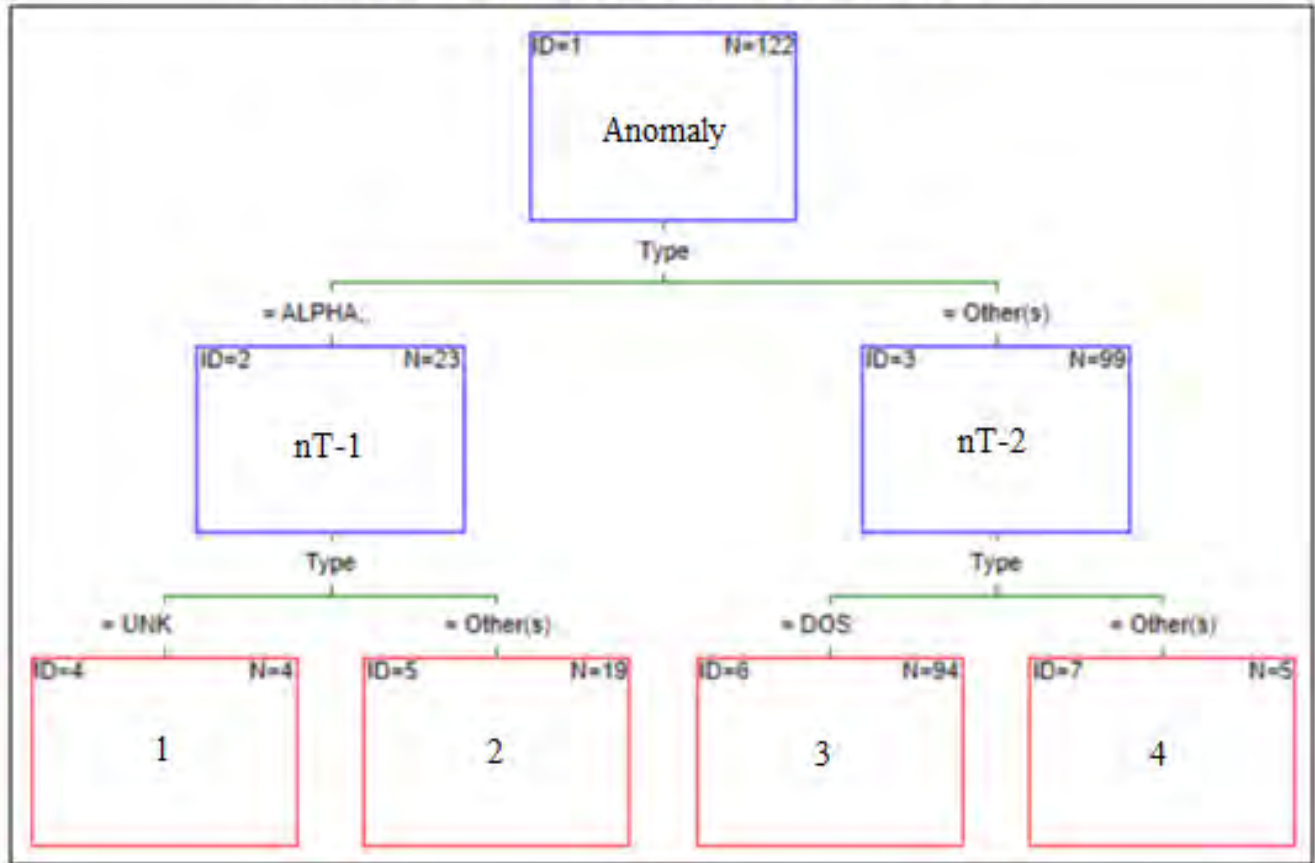 ID=1 N=122
Anomaly
Type
= ALPHA... = Other(s)
ID=2 N=23 ID=3 N=99
nT-1 nT-2
Type Type
= UNK = Other(s) = DOS = Other(s)
ID=4 N=4 ID=5 N=19 ID=6 N=94 ID=7 N=5
1 2 3 4